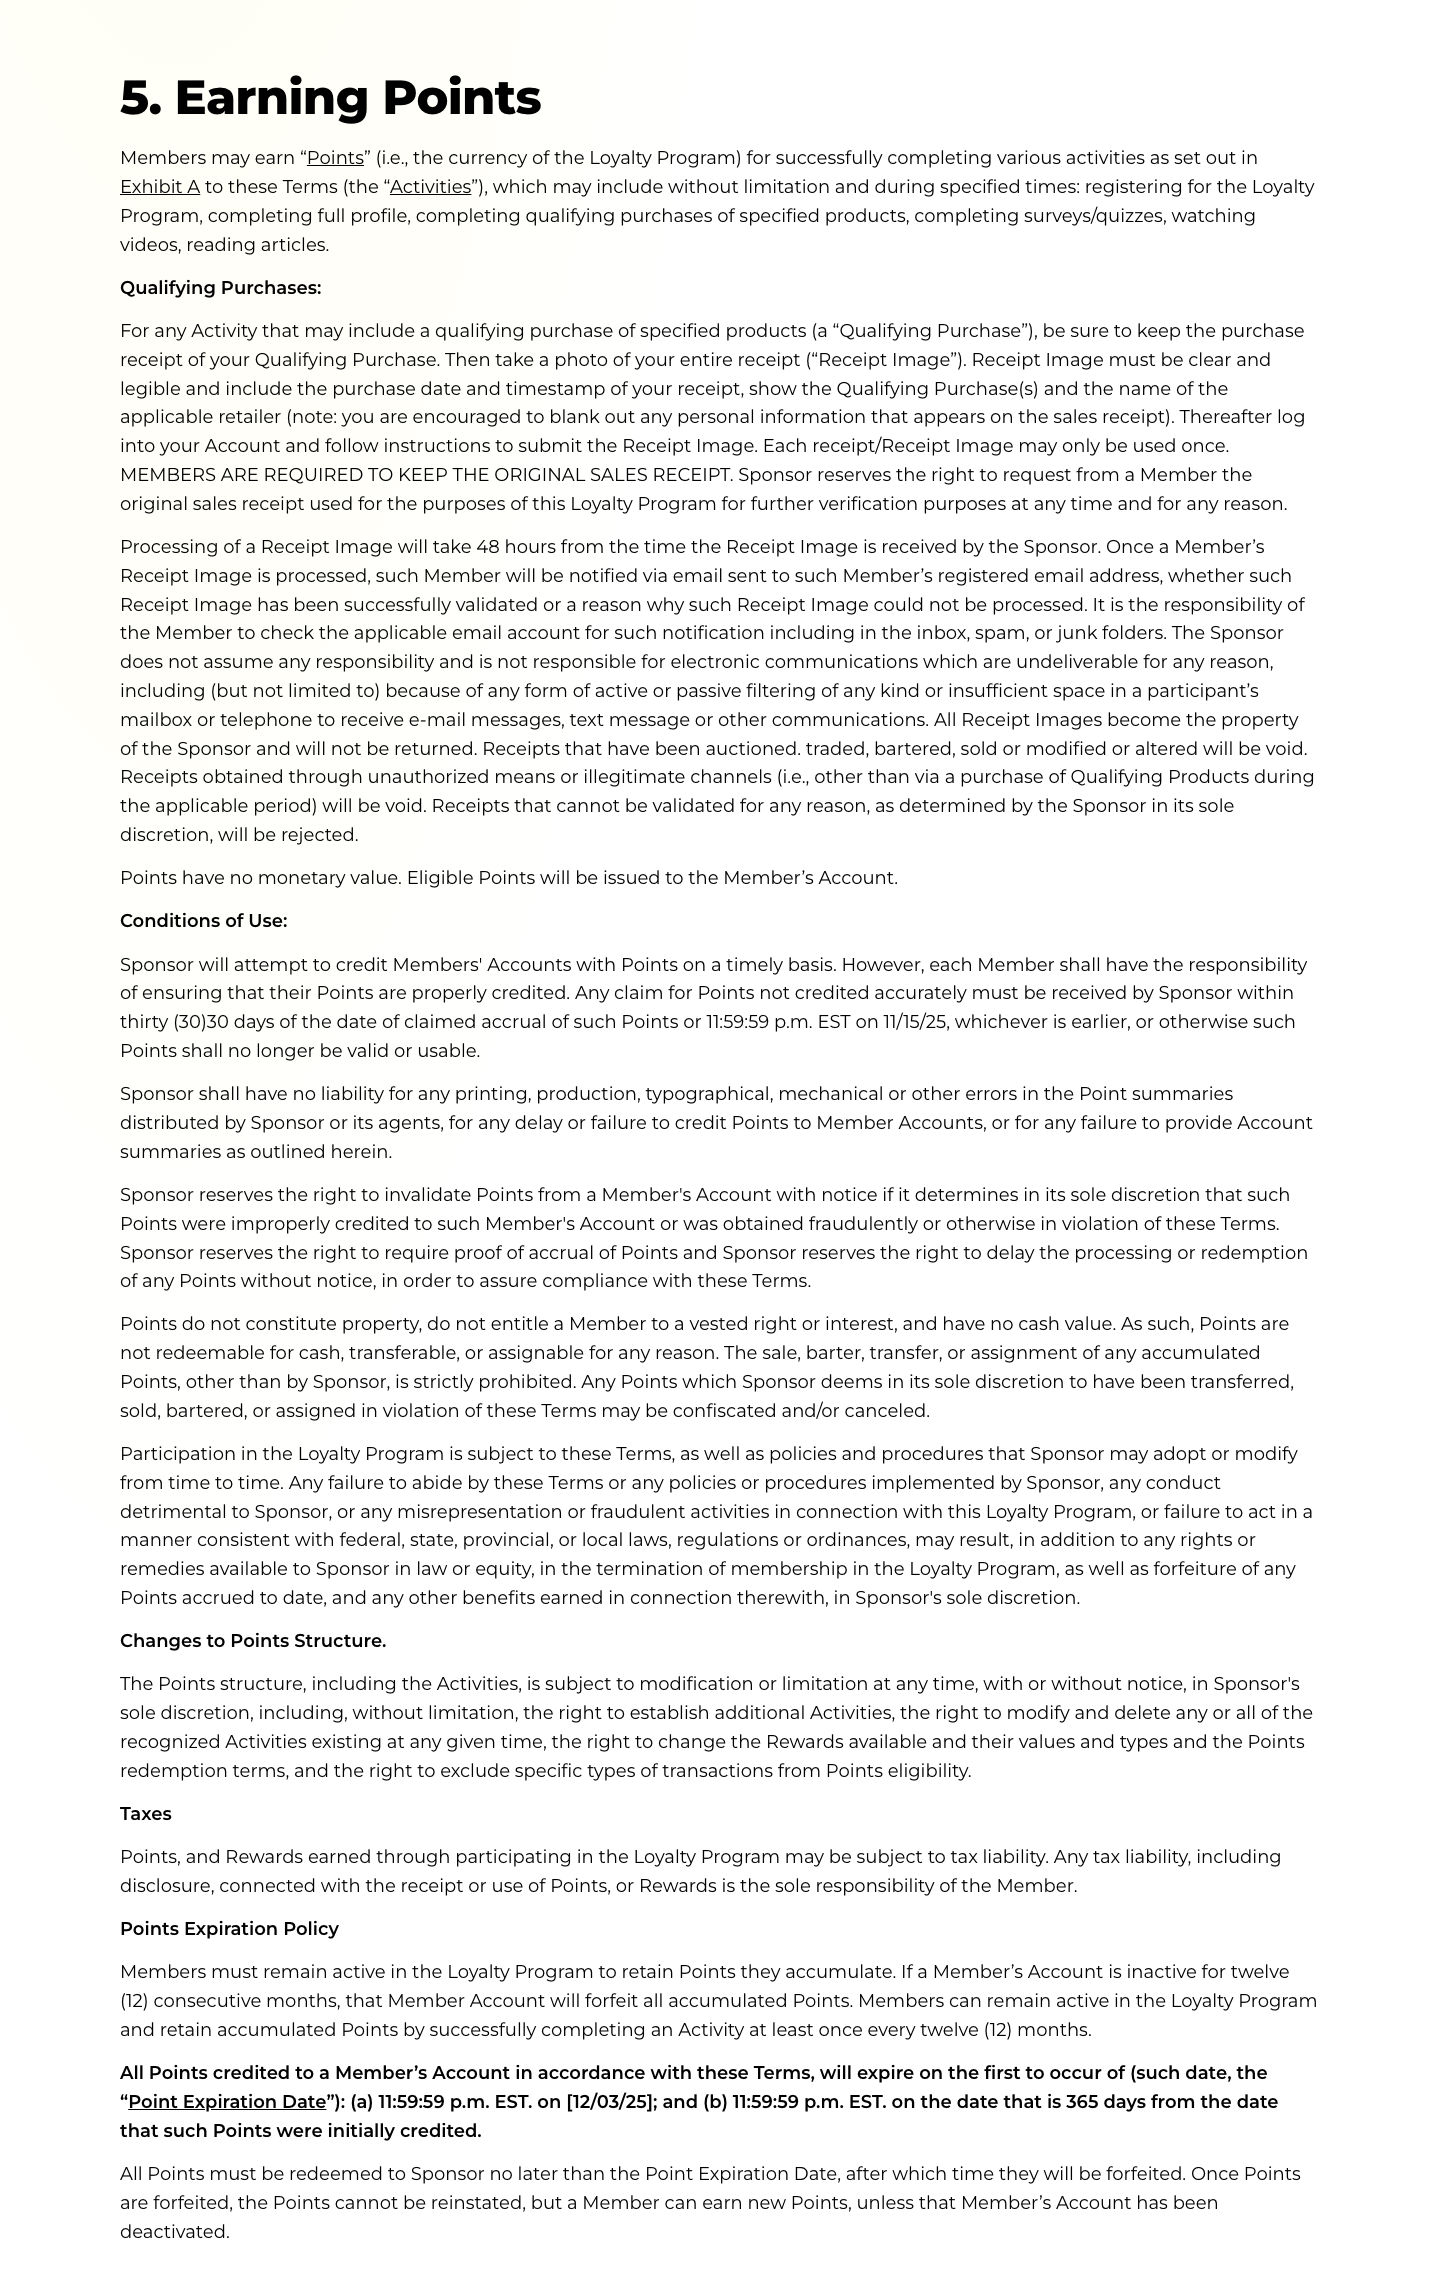 5. Earning Points
Members may earn “Points” (i.e., the currency of the Loyalty Program) for successfully completing various activities as set out in
Exhibit A to these Terms (the “Activities”), which may include without limitation and during specified times: registering for the Loyalty
Program, completing full profile, completing qualifying purchases of specified products, completing surveys/quizzes, watching
videos, reading articles.
Qualifying Purchases:
For any Activity that may include a qualifying purchase of specified products (a “Qualifying Purchase”), be sure to keep the purchase
receipt of your Qualifying Purchase. Then take a photo of your entire receipt (“Receipt Image”). Receipt Image must be clear and
legible and include the purchase date and timestamp of your receipt, show the Qualifying Purchase(s) and the name of the
applicable retailer (note: you are encouraged to blank out any personal information that appears on the sales receipt). Thereafter log
into your Account and follow instructions to submit the Receipt Image. Each receipt/Receipt Image may only be used once.
MEMBERS ARE REQUIRED TO KEEP THE ORIGINAL SALES RECEIPT. Sponsor reserves the right to request from a Member the
original sales receipt used for the purposes of this Loyalty Program for further verification purposes at any time and for any reason.
Processing of a Receipt Image will take 48 hours from the time the Receipt Image is received by the Sponsor. Once a Member’s
Receipt Image is processed, such Member will be notified via email sent to such Member’s registered email address, whether such
Receipt Image has been successfully validated or a reason why such Receipt Image could not be processed. It is the responsibility of
the Member to check the applicable email account for such notification including in the inbox, spam, or junk folders. The Sponsor
does not assume any responsibility and is not responsible for electronic communications which are undeliverable for any reason,
including (but not limited to) because of any form of active or passive filtering of any kind or insufficient space in a participant’s
mailbox or telephone to receive e-mail messages, text message or other communications. All Receipt Images become the property
of the Sponsor and will not be returned. Receipts that have been auctioned. traded, bartered, sold or modified or altered will be void.
Receipts obtained through unauthorized means or illegitimate channels (i.e., other than via a purchase of Qualifying Products during
the applicable period) will be void. Receipts that cannot be validated for any reason, as determined by the Sponsor in its sole
discretion, will be rejected.
Points have no monetary value. Eligible Points will be issued to the Member’s Account.
Conditions of Use:
Sponsor will attempt to credit Members' Accounts with Points on a timely basis. However, each Member shall have the responsibility
of ensuring that their Points are properly credited. Any claim for Points not credited accurately must be received by Sponsor within
thirty (30)30 days of the date of claimed accrual of such Points or 11:59:59 p.m. EST on 11/15/25, whichever is earlier, or otherwise such
Points shall no longer be valid or usable.
Sponsor shall have no liability for any printing, production, typographical, mechanical or other errors in the Point summaries
distributed by Sponsor or its agents, for any delay or failure to credit Points to Member Accounts, or for any failure to provide Account
summaries as outlined herein.
Sponsor reserves the right to invalidate Points from a Member's Account with notice if it determines in its sole discretion that such
Points were improperly credited to such Member's Account or was obtained fraudulently or otherwise in violation of these Terms.
Sponsor reserves the right to require proof of accrual of Points and Sponsor reserves the right to delay the processing or redemption
of any Points without notice, in order to assure compliance with these Terms.
Points do not constitute property, do not entitle a Member to a vested right or interest, and have no cash value. As such, Points are
not redeemable for cash, transferable, or assignable for any reason. The sale, barter, transfer, or assignment of any accumulated
Points, other than by Sponsor, is strictly prohibited. Any Points which Sponsor deems in its sole discretion to have been transferred,
sold, bartered, or assigned in violation of these Terms may be confiscated and/or canceled.
Participation in the Loyalty Program is subject to these Terms, as well as policies and procedures that Sponsor may adopt or modify
from time to time. Any failure to abide by these Terms or any policies or procedures implemented by Sponsor, any conduct
detrimental to Sponsor, or any misrepresentation or fraudulent activities in connection with this Loyalty Program, or failure to act in a
manner consistent with federal, state, provincial, or local laws, regulations or ordinances, may result, in addition to any rights or
remedies available to Sponsor in law or equity, in the termination of membership in the Loyalty Program, as well as forfeiture of any
Points accrued to date, and any other benefits earned in connection therewith, in Sponsor's sole discretion.
Changes to Points Structure.
The Points structure, including the Activities, is subject to modification or limitation at any time, with or without notice, in Sponsor's
sole discretion, including, without limitation, the right to establish additional Activities, the right to modify and delete any or all of the
recognized Activities existing at any given time, the right to change the Rewards available and their values and types and the Points
redemption terms, and the right to exclude specific types of transactions from Points eligibility.
Taxes
Points, and Rewards earned through participating in the Loyalty Program may be subject to tax liability. Any tax liability, including
disclosure, connected with the receipt or use of Points, or Rewards is the sole responsibility of the Member.
Points Expiration Policy
Members must remain active in the Loyalty Program to retain Points they accumulate. If a Member’s Account is inactive for twelve
(12) consecutive months, that Member Account will forfeit all accumulated Points. Members can remain active in the Loyalty Program
and retain accumulated Points by successfully completing an Activity at least once every twelve (12) months.
All Points credited to a Member’s Account in accordance with these Terms, will expire on the first to occur of (such date, the
“Point Expiration Date”): (a) 11:59:59 p.m. EST. on [12/03/25]; and (b) 11:59:59 p.m. EST. on the date that is 365 days from the date
that such Points were initially credited.
All Points must be redeemed to Sponsor no later than the Point Expiration Date, after which time they will be forfeited. Once Points
are forfeited, the Points cannot be reinstated, but a Member can earn new Points, unless that Member’s Account has been
deactivated.